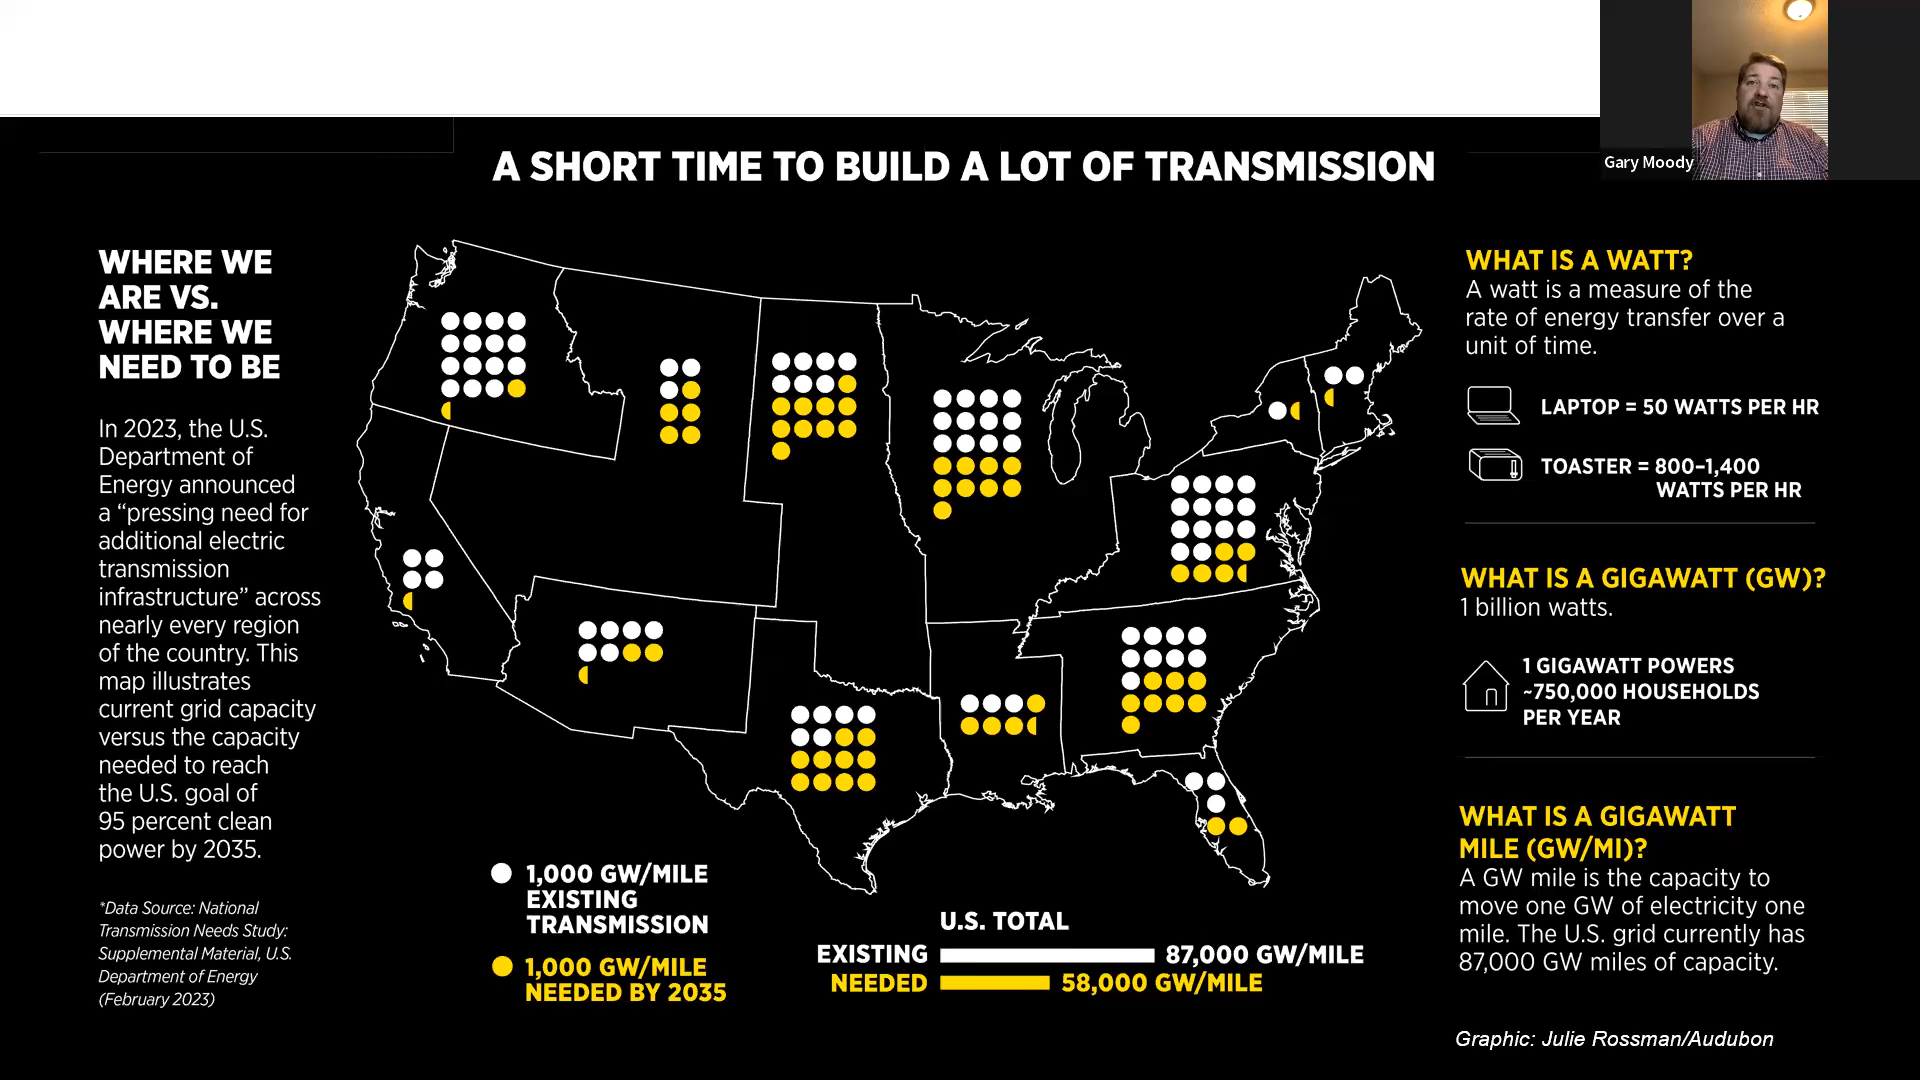 Gary Moody
A SHORT TIME TO BUILD A LOT OF TRANSMISSION
WHERE WE
ARE VS.
WHERE WE
NEED TO BE
In 2023, the U.S.
Department of
Energy announced
a “pressing need for
additional electric
transmission
infrastructure” across
nearly every region
of the country. This
map illustrates
current grid capacity
versus the capacity
needed to reach
the U.S. goal of
95 percent clean
power by 2035.
*Data Source: National
Transmission Needs Study:
Supplemental Material, U.S.
Department of Energy
(February 2023)
1,000 GW/MILE
EXISTING
TRANSMISSION
1,000 GW/MILE
NEEDED BY 2035
U.S. TOTAL
EXISTING 87,000 GW/MILE
NEEDED 58,000 GW/MILE
WHAT IS A WATT?
A watt is a measure of the
rate of energy transfer over a
unit of time.
LAPTOP = 50 WATTS PER HR
TOASTER = 800–1,400
WATTS PER HR
WHAT IS A GIGAWATT (GW)?
1 billion watts.
1 GIGAWATT POWERS
~750,000 HOUSEHOLDS
PER YEAR
WHAT IS A GIGAWATT
MILE (GW/MI)?
A GW mile is the capacity to
move one GW of electricity one
mile. The U.S. grid currently has
87,000 GW miles of capacity.
Graphic: Julie Rossman/Audubon